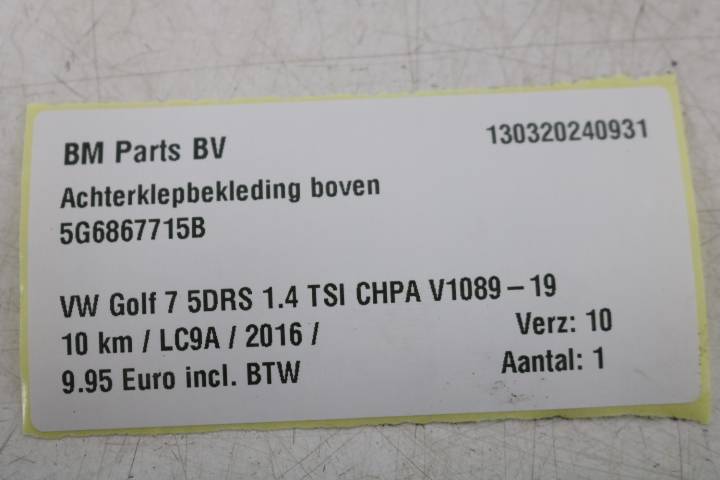 BM Parts BV 130320240931
Achterklepbekleding boven
5G6867715B
VW Golf 7 5DRS 1.4 TSI CHPA V1089-19
10 km / LC9A / 2016 / Verz: 10
9.95 Euro incl. BTW Aantal: 1